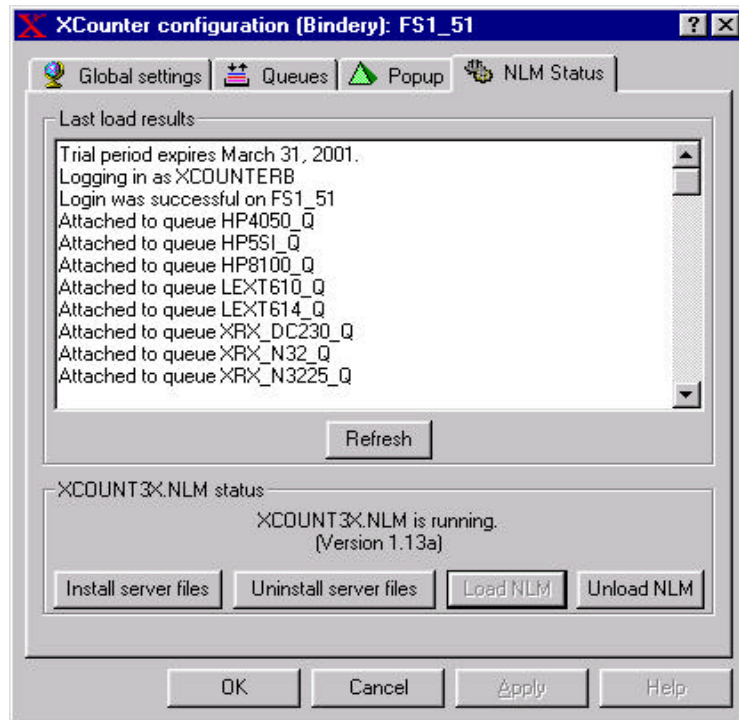 XCounter configuration (Bindery): FS1_51
Global settings Queues Popup NLM Status
Last load results
Trial period expires March 31, 2001.
Logging in as XCOUNTERB
Login was successful on FS1_51
Attached to queue HP4050_Q
Attached to queue HP5SI_Q
Attached to queue HP8100_Q
Attached to queue LEXT610_Q
Attached to queue LEXT614_Q
Attached to queue XRX_DC230_Q
Attached to queue XRX_N32_Q
Attached to queue XRX_N3225_Q
Refresh
XCOUNT3X.NLM status
XCOUNT3X.NLM is running.
(Version 1.13a)
Install server files Uninstall server files Load NLM Unload NLM
OK Cancel Apply Help